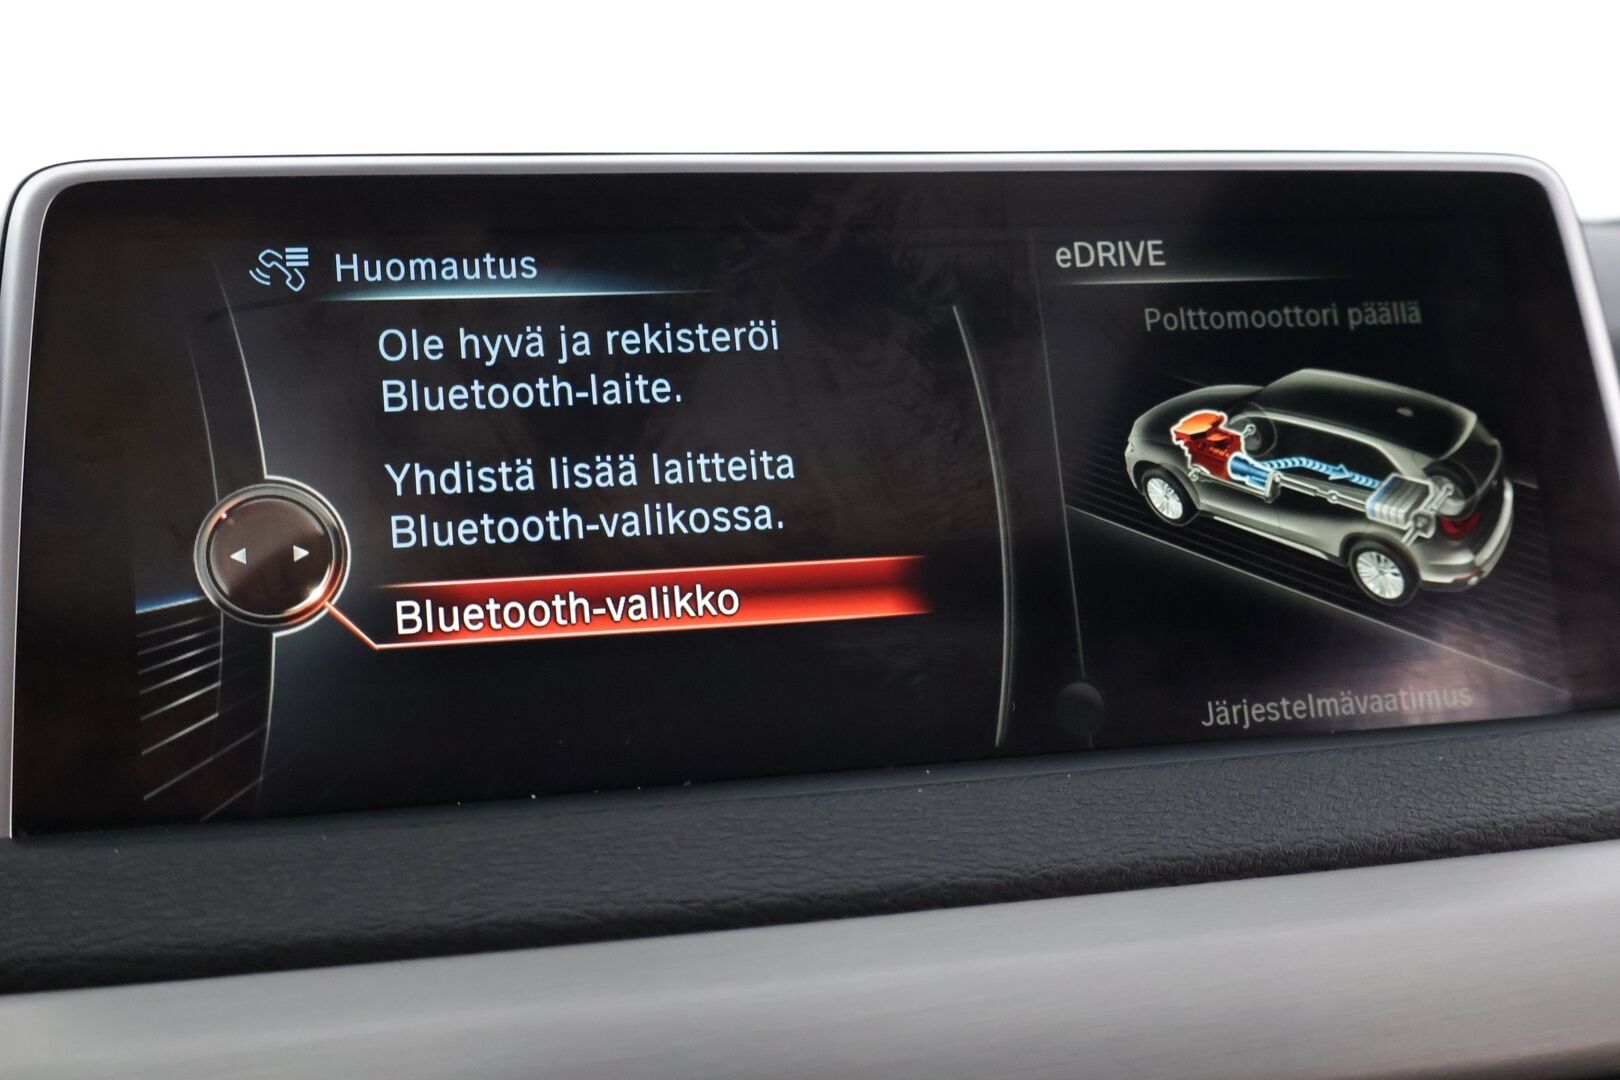 Huomautus
Ole hyvä ja rekisteröi
Bluetooth-laite.
Yhdistä lisää laitteita
Bluetooth-valikossa.
Bluetooth-valikko
eDRIVE
Polttomoottori päällä
Järjestelmävaatimus